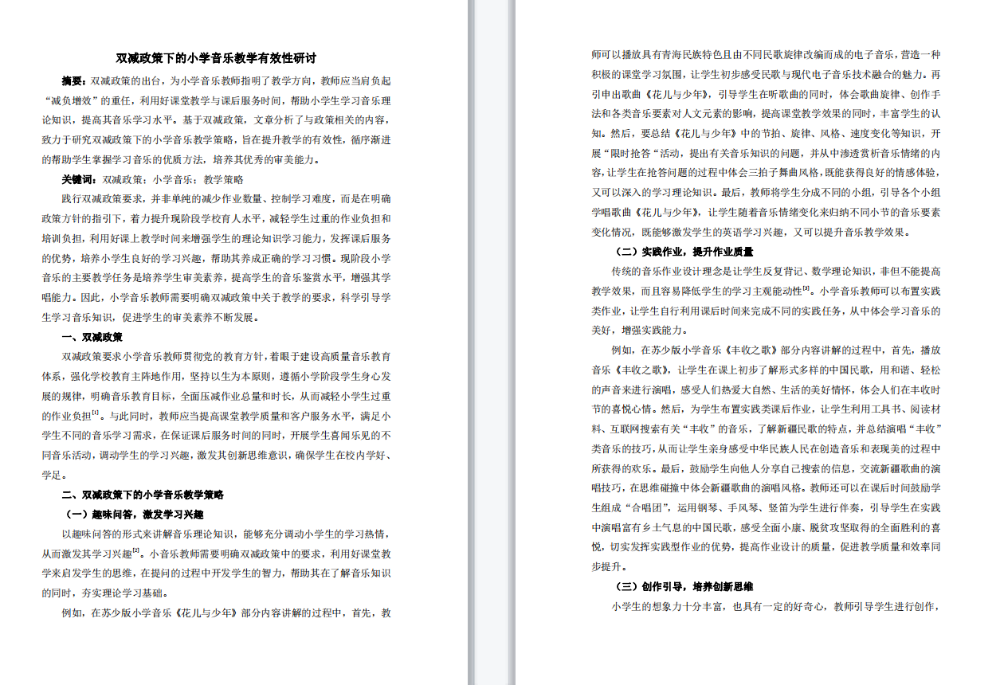 双减政策下的小学音乐教学有效性研讨
摘要：双减政策的出台，为小学音乐教师指明了教学方向，教师应当肩负起
“减负增效”的重任，利用好课堂教学与课后服务时间，帮助小学生学习音乐理
论知识，提高其音乐学习水平。基于双减政策，文章分析了与政策相关的内容，
致力于研究双减政策下的小学音乐教学策略，旨在提升教学的有效性，循序渐进
的帮助学生掌握学习音乐的优质方法，培养其优秀的审美能力。
关键词：双减政策；小学音乐；教学策略
践行双减政策要求，并非单纯的减少作业数量、控制学习难度，而是在明确
政策方针的指引下，着力提升现阶段学校育人水平，减轻学生过重的作业负担和
培训负担，利用好课上教学时间来增强学生的理论知识学习能力，发挥课后服务
的优势，培养小学生良好的学习兴趣，帮助其养成正确的学习习惯。现阶段小学
音乐的主要教学任务是培养学生审美素养，提高学生的音乐鉴赏水平，增强其学
唱能力。因此，小学音乐教师需要明确双减政策中关于教学的要求，科学引导学
生学习音乐知识，促进学生的审美素养不断发展。
一、双减政策
双减政策要求小学音乐教师贯彻党的教育方针，着眼于建设高质量音乐教育
体系，强化学校教育主阵地作用，坚持以生为本原则，遵循小学阶段学生身心发
展的规律，明确音乐教育目标，全面压减作业总量和时长，从而减轻小学生过重
的作业负担[1]。与此同时，教师应当提高课堂教学质量和客户服务水平，满足小
学生不同的音乐学习需求，在保证课后服务时间的同时，开展学生喜闻乐见的不
同音乐活动，调动学生的学习兴趣，激发其创新思维意识，确保学生在校内学好、
学足。
二、双减政策下的小学音乐教学策略
（一）趣味问答，激发学习兴趣
以趣味问答的形式来讲解音乐理论知识，能够充分调动小学生的学习热情，
从而激发其学习兴趣[2]。小音乐教师需要明确双减政策中的要求，利用好课堂教
学来启发学生的思维，在提问的过程中开发学生的智力，帮助其在了解音乐知识
的同时，夯实理论学习基础。
例如，在苏少版小学音乐《花儿与少年》部分内容讲解的过程中，首先，教
师可以播放具有青海民族特色且由不同民歌旋律改编而成的电子音乐，营造一种
积极的课堂学习氛围，让学生初步感受民歌与现代电子音乐技术融合的魅力。再
引申出歌曲《花儿与少年》，引导学生在听歌曲的同时，体会歌曲旋律、创作手
法和各类音乐要素对人文元素的影响，提高课堂教学效果的同时，丰富学生的认
知。然后，要总结《花儿与少年》中的节拍、旋律、风格、速度变化等知识，开
展“限时抢答“活动，提出有关音乐知识的问题，并从中渗透赏析音乐情绪的内
容，让学生在抢答问题的过程中体会三拍子舞曲风格，既能获得良好的情感体验，
又可以深入的学习理论知识。最后，教师将学生分成不同的小组，引导各个小组
学唱歌曲《花儿与少年》，让学生随着音乐情绪变化来归纳不同小节的音乐要素
变化情况，既能够激发学生的英语学习兴趣，又可以提升音乐教学效果。
（二）实践作业，提升作业质量
传统的音乐作业设计理念是让学生反复背记、数学理论知识，非但不能提高
教学效果，而且容易降低学生的学习主观能动性[3]。小学音乐教师可以布置实践
类作业，让学生自行利用课后时间来完成不同的实践任务，从中体会学习音乐的
美好，增强实践能力。
例如，在苏少版小学音乐《丰收之歌》部分内容讲解的过程中，首先，播放
音乐《丰收之歌》，让学生在课上初步了解形式多样的中国民歌，用和谐、轻松
的声音来进行演唱，感受人们热爱大自然、生活的美好情怀，体会人们在丰收时
节的喜悦心情。然后，为学生布置实践类课后作业，让学生利用工具书、阅读材
料、互联网搜索有关“丰收”的音乐，了解新疆民歌的特点，并总结演唱“丰收”
类音乐的技巧，从而让学生亲身感受中华民族人民在创造音乐和表现美的过程中
所获得的欢乐。最后，鼓励学生向他人分享自己搜索的信息，交流新疆歌曲的演
唱技巧，在思维碰撞中体会新疆歌曲的演唱风格。教师还可以在课后时间鼓励学
生组成“合唱团”，运用钢琴、手风琴、竖笛为学生进行伴奏，引导学生在实践
中演唱富有乡土气息的中国民歌，感受全面小康、脱贫攻坚取得的全面胜利的喜
悦，切实发挥实践型作业的优势，提高作业设计的质量，促进教学质量和效率同
步提升。
（三）创作引导，培养创新思维
小学生的想象力十分丰富，也具有一定的好奇心，教师引导学生进行创作，